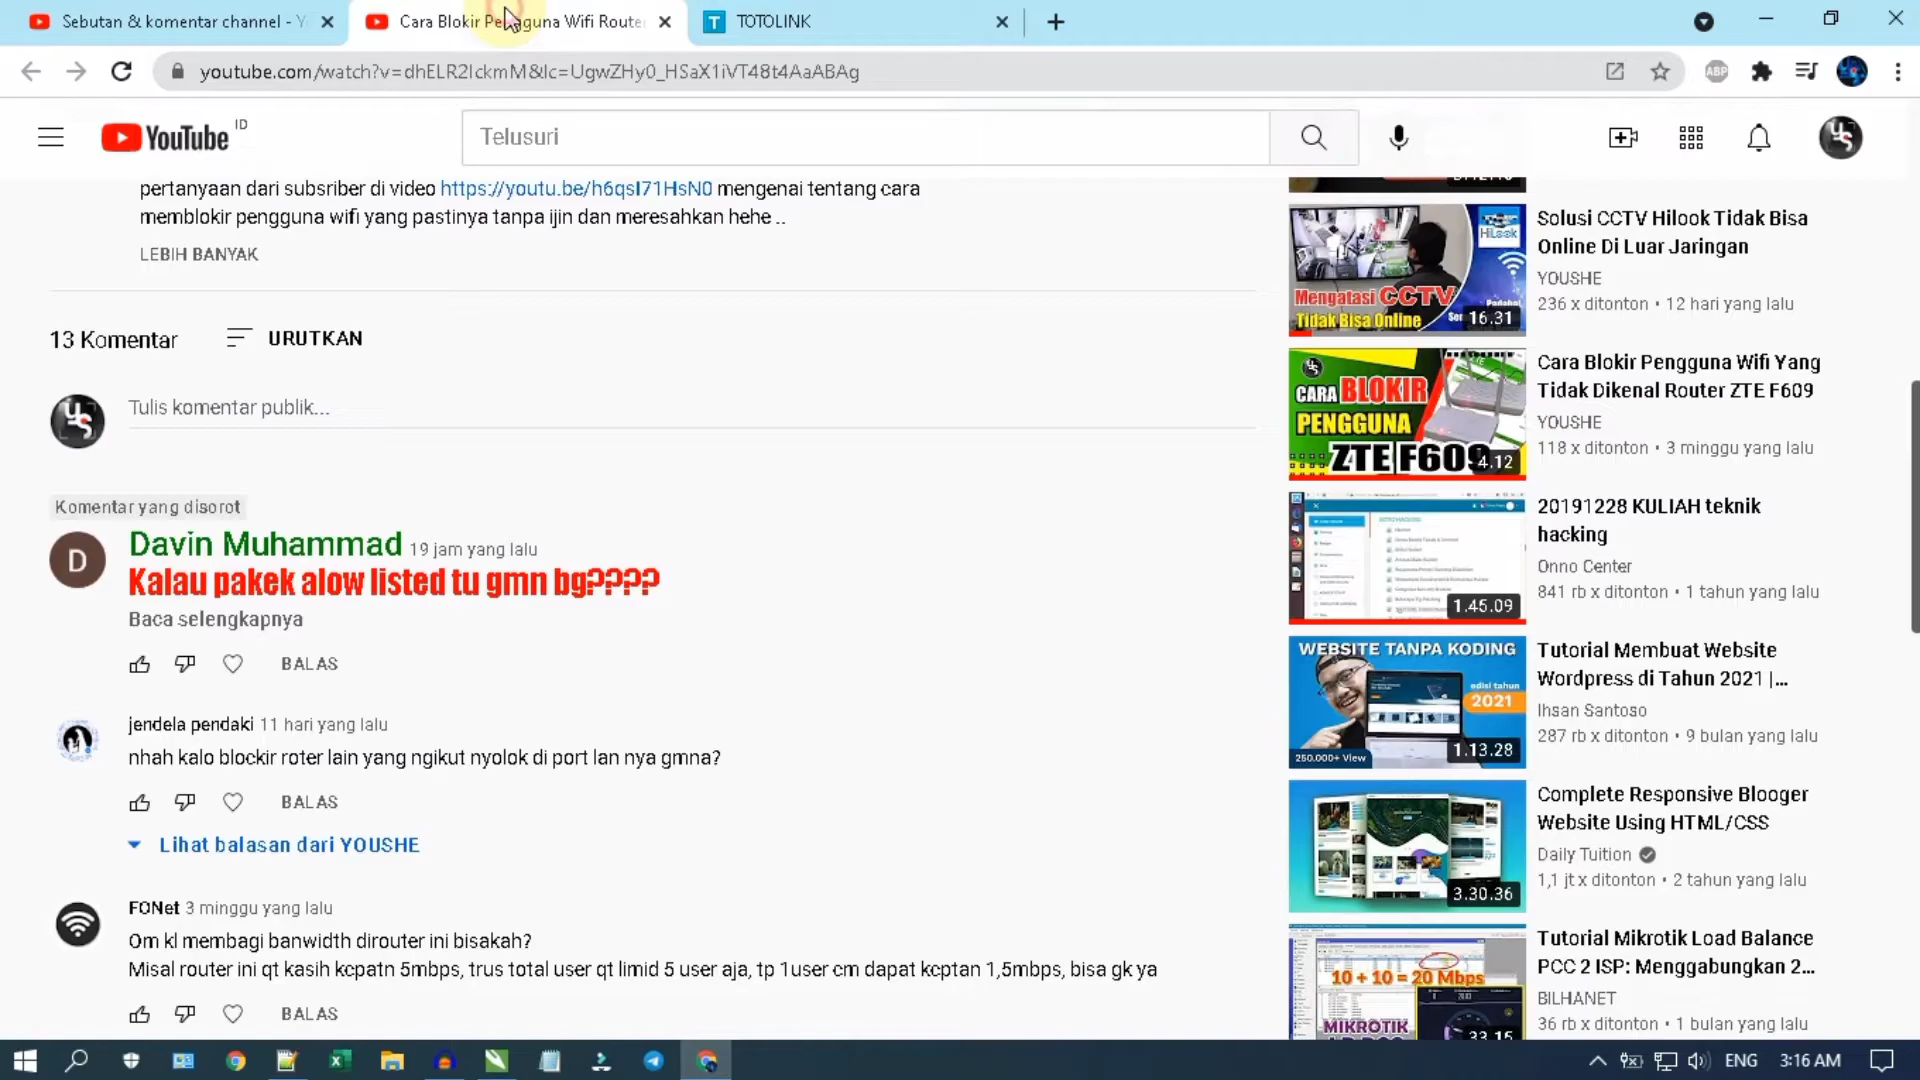 Sebutan & komentar channel - Y
Cara Blokir Pengguna Wifi Route
T TOTOLINK
youtube.com/watch?v=dhELR2IckmM&lc=UgwZHy0_HSaX1iVT48t4AaABAg
ABP
YouTube ID
Telusuri
pertanyaan dari subsriber di video https://youtu.be/h6qsI71HsN0 mengenai tentang cara
memblokir pengguna wifi yang pastinya tanpa ijin dan meresahkan hehe ..
LEBIH BANYAK
13 Komentar
URUTKAN
Tulis komentar publik...
Komentar yang disorot
D
Davin Muhammad 19 jam yang lalu
Kalau pakek alow listed tu gmn bg????
Baca selengkapnya
BALAS
jendela pendaki 11 hari yang lalu
nhah kalo blockir roter lain yang ngikut nyolok di port lan nya gmna?
BALAS
Lihat balasan dari YOUSHE
FONet 3 minggu yang lalu
Om kl membagi banwidth dirouter ini bisakah?
Misal router ini qt kasih kcpatn 5mbps, trus total user qt limid 5 user aja, tp 1user cm dapat kcptan 1,5mbps, bisa gk ya
BALAS
HiLook
Mengatasi CCTV
Tidak Bisa Online
16.31
Solusi CCTV Hilook Tidak Bisa
Online Di Luar Jaringan
YOUSHE
236 x ditonton • 12 hari yang lalu
CARA BLOKIR
PENGGUNA
ZTE F609
4.12
Cara Blokir Pengguna Wifi Yang
Tidak Dikenal Router ZTE F609
YOUSHE
118 x ditonton • 3 minggu yang lalu
1.45.09
20191228 KULIAH teknik
hacking
Onno Center
841 rb x ditonton • 1 tahun yang lalu
WEBSITE TANPA KODING
edisi tahun
2021
250.000+ View
1.13.28
Tutorial Membuat Website
Wordpress di Tahun 2021 |...
Ihsan Santoso
287 rb x ditonton • 9 bulan yang lalu
3.30.36
Complete Responsive Blooger
Website Using HTML/CSS
Daily Tuition
1,1 jt x ditonton • 2 tahun yang lalu
10 + 10 = 20 Mbps
MIKROTIK
33.15
Tutorial Mikrotik Load Balance
PCC 2 ISP: Menggabungkan 2...
BILHANET
36 rb x ditonton • 1 bulan yang lalu
ENG
3:16 AM